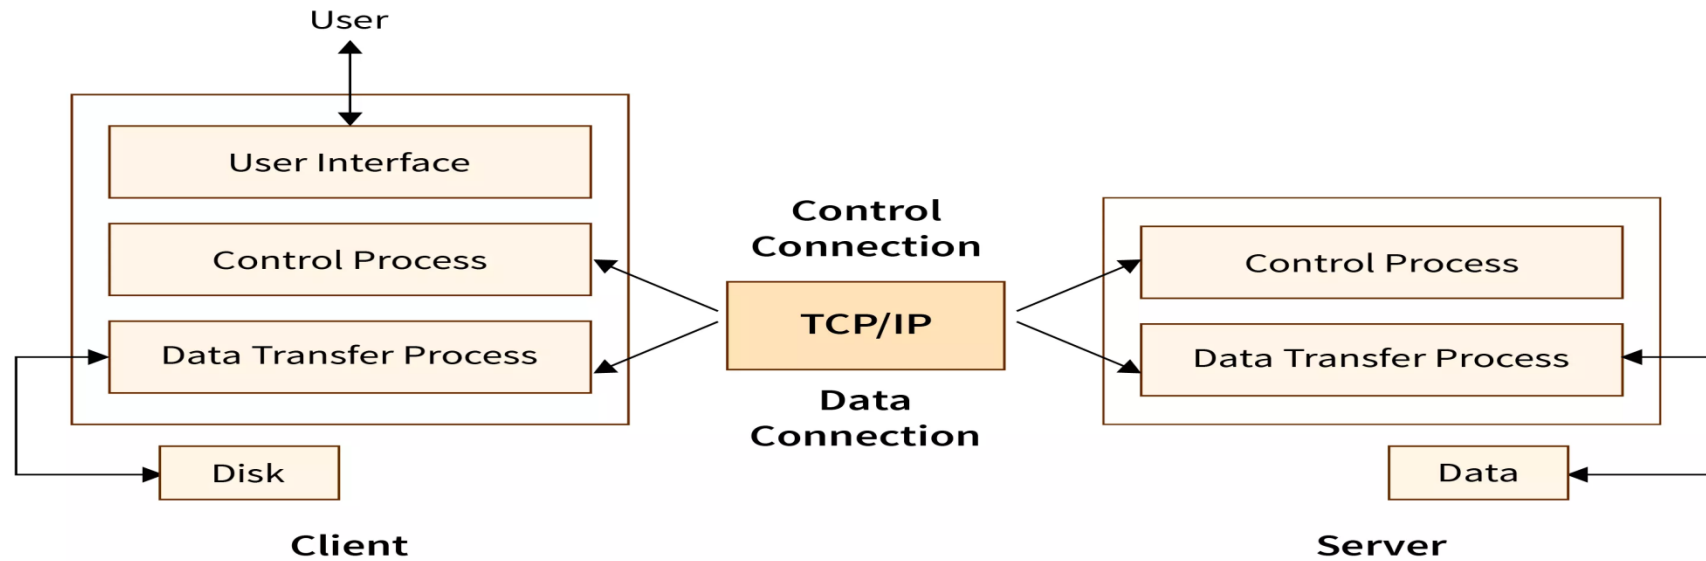 User
User Interface
Control Process
Data Transfer Process
Disk
Client
Control
Connection
TCP/IP
Data
Connection
Control Process
Data Transfer Process
Data
Server